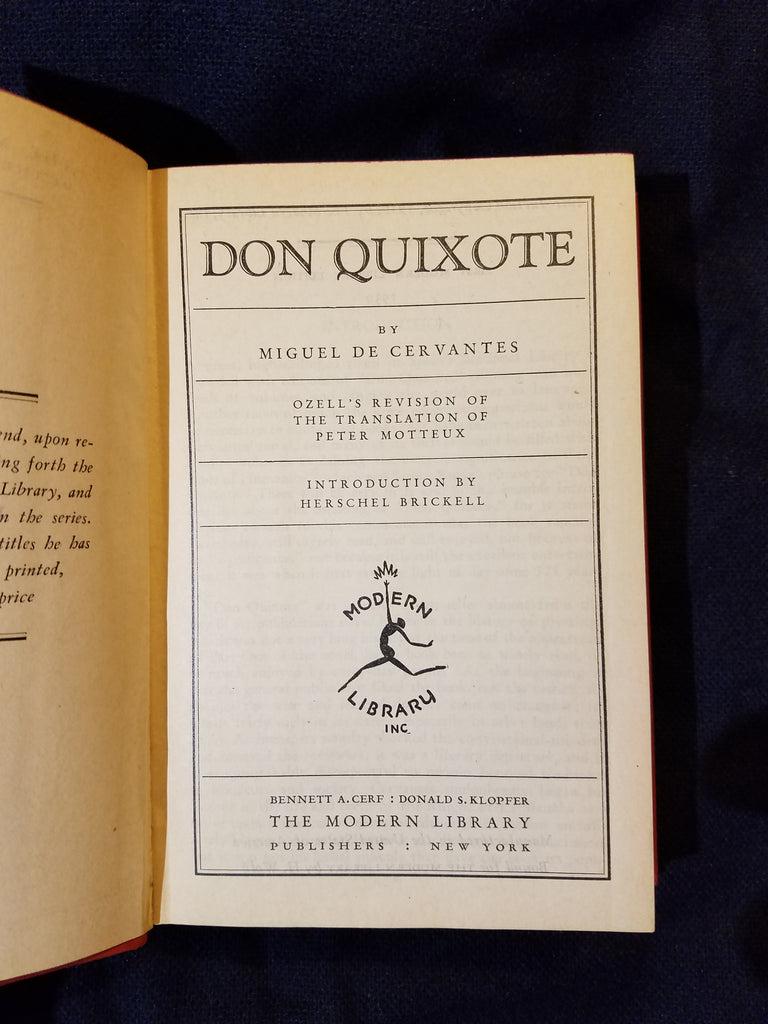 end, upon re-
ng forth the
Library, and
n the series.
titles he has
printed,
price
DON QUIXOTE
BY
MIGUEL DE CERVANTES
OZELL'S REVISION OF
THE TRANSLATION OF
PETER MOTTEUX
INTRODUCTION BY
HERSCHEL BRICKELL
MODERN
LIBRARY
INC.
BENNETT A. CERF : DONALD S. KLOPFER
THE MODERN LIBRARY
PUBLISHERS : NEW YORK